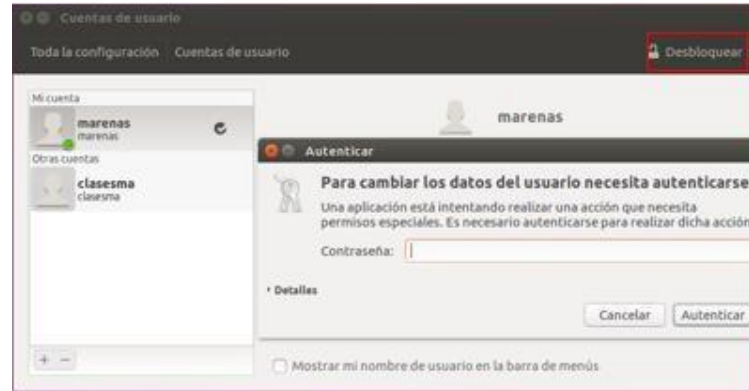 Cuentas de usuario
Toda la configuración Cuentas de usuario
Desbloquear
Mi cuenta
marenas
marenas
Otras cuentas
clasesma
clasesma
marenas
Autenticar
Para cambiar los datos del usuario necesita autenticarse
Una aplicación está intentando realizar una acción que necesita
permisos especiales. Es necesario autenticarse para realizar dicha acción
Contraseña:
Detalles
Cancelar Autenticar
+ −
Mostrar mi nombre de usuario en la barra de menús